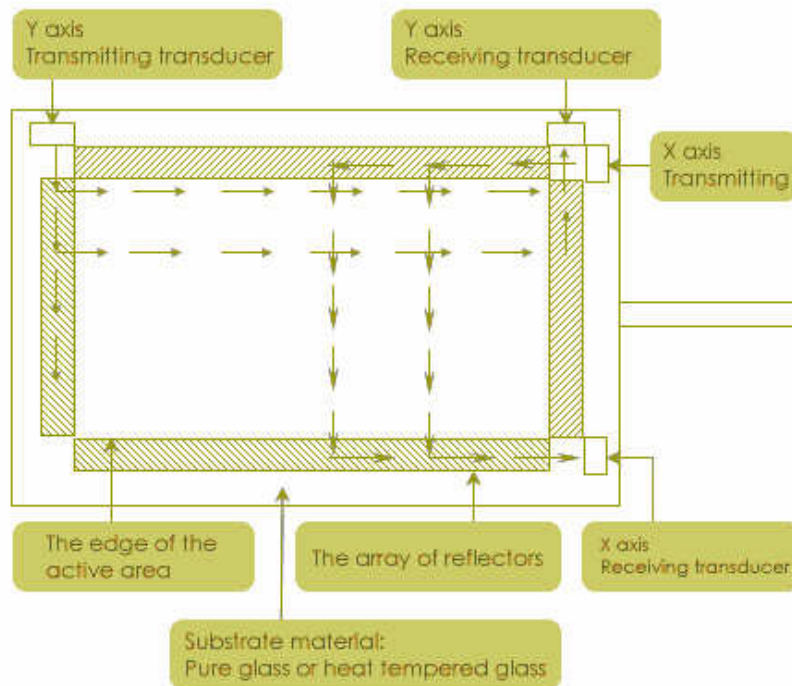 Y axis
Transmitting transducer
Y axis
Receiving transducer
X axis
Transmitting
The edge of the
active area
The array of reflectors
X axis
Receiving transducer
Substrate material:
Pure glass or heat tempered glass